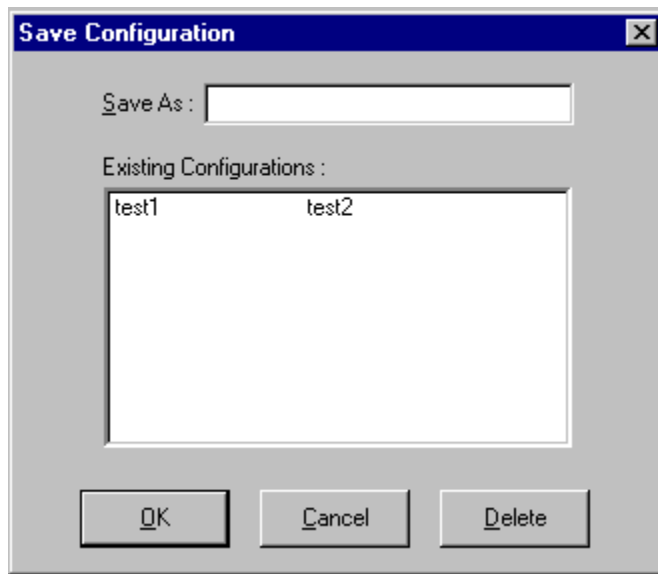 Save Configuration
Save As :
Existing Configurations :
test1 test2
OK Cancel Delete